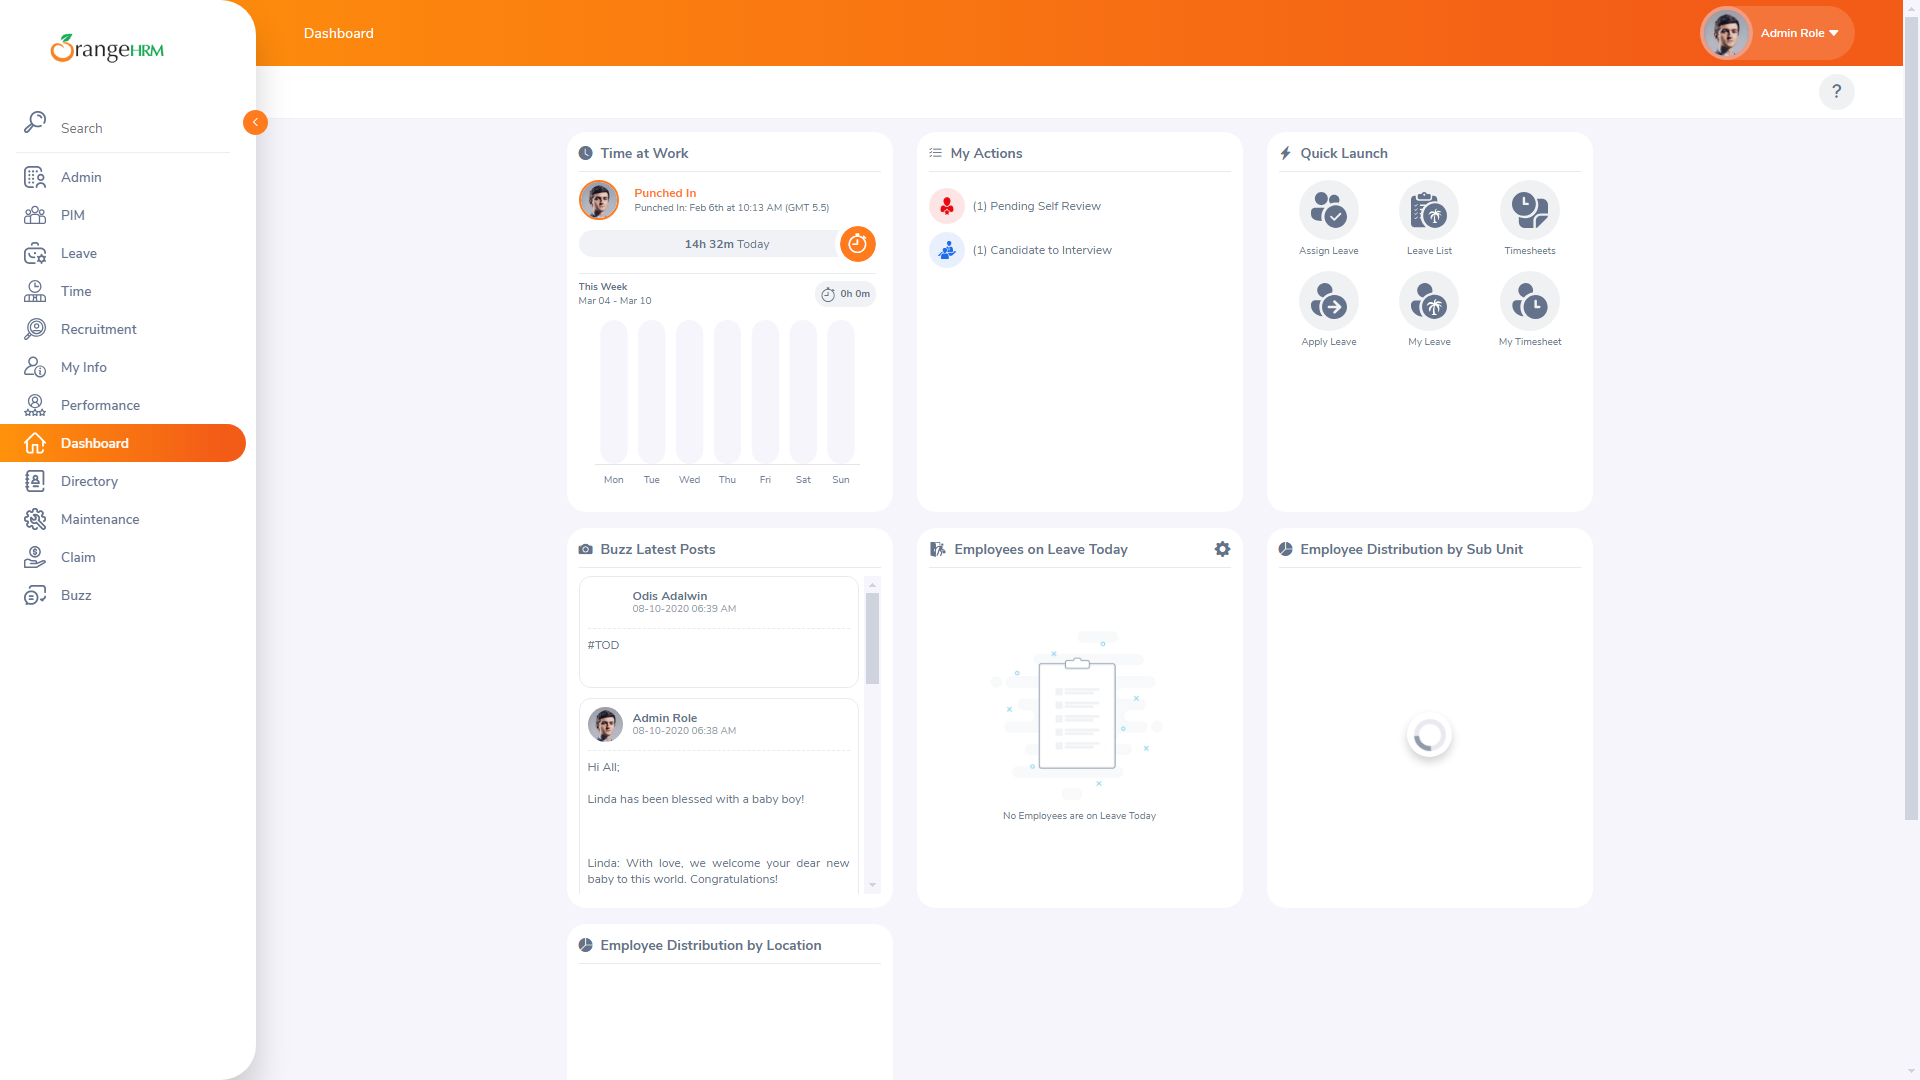 OrangeHRM
Dashboard
Admin Role
?
Search
Admin
PIM
Leave
Time
Recruitment
My Info
Performance
Dashboard
Directory
Maintenance
Claim
Buzz
Time at Work
Punched In
Punched In: Feb 6th at 10:13 AM (GMT 5.5)
14h 32m Today
This Week
Mar 04 - Mar 10
0h 0m
Mon Tue Wed Thu Fri Sat Sun
My Actions
(1) Pending Self Review
(1) Candidate to Interview
Quick Launch
Assign Leave
Leave List
Timesheets
Apply Leave
My Leave
My Timesheet
Buzz Latest Posts
Odis Adalwin
08-10-2020 06:39 AM
#TOD
Admin Role
08-10-2020 06:38 AM
Hi All;
Linda has been blessed with a baby boy!
Linda: With love, we welcome your dear new
baby to this world. Congratulations!
Employees on Leave Today
No Employees are on Leave Today
Employee Distribution by Sub Unit
Employee Distribution by Location